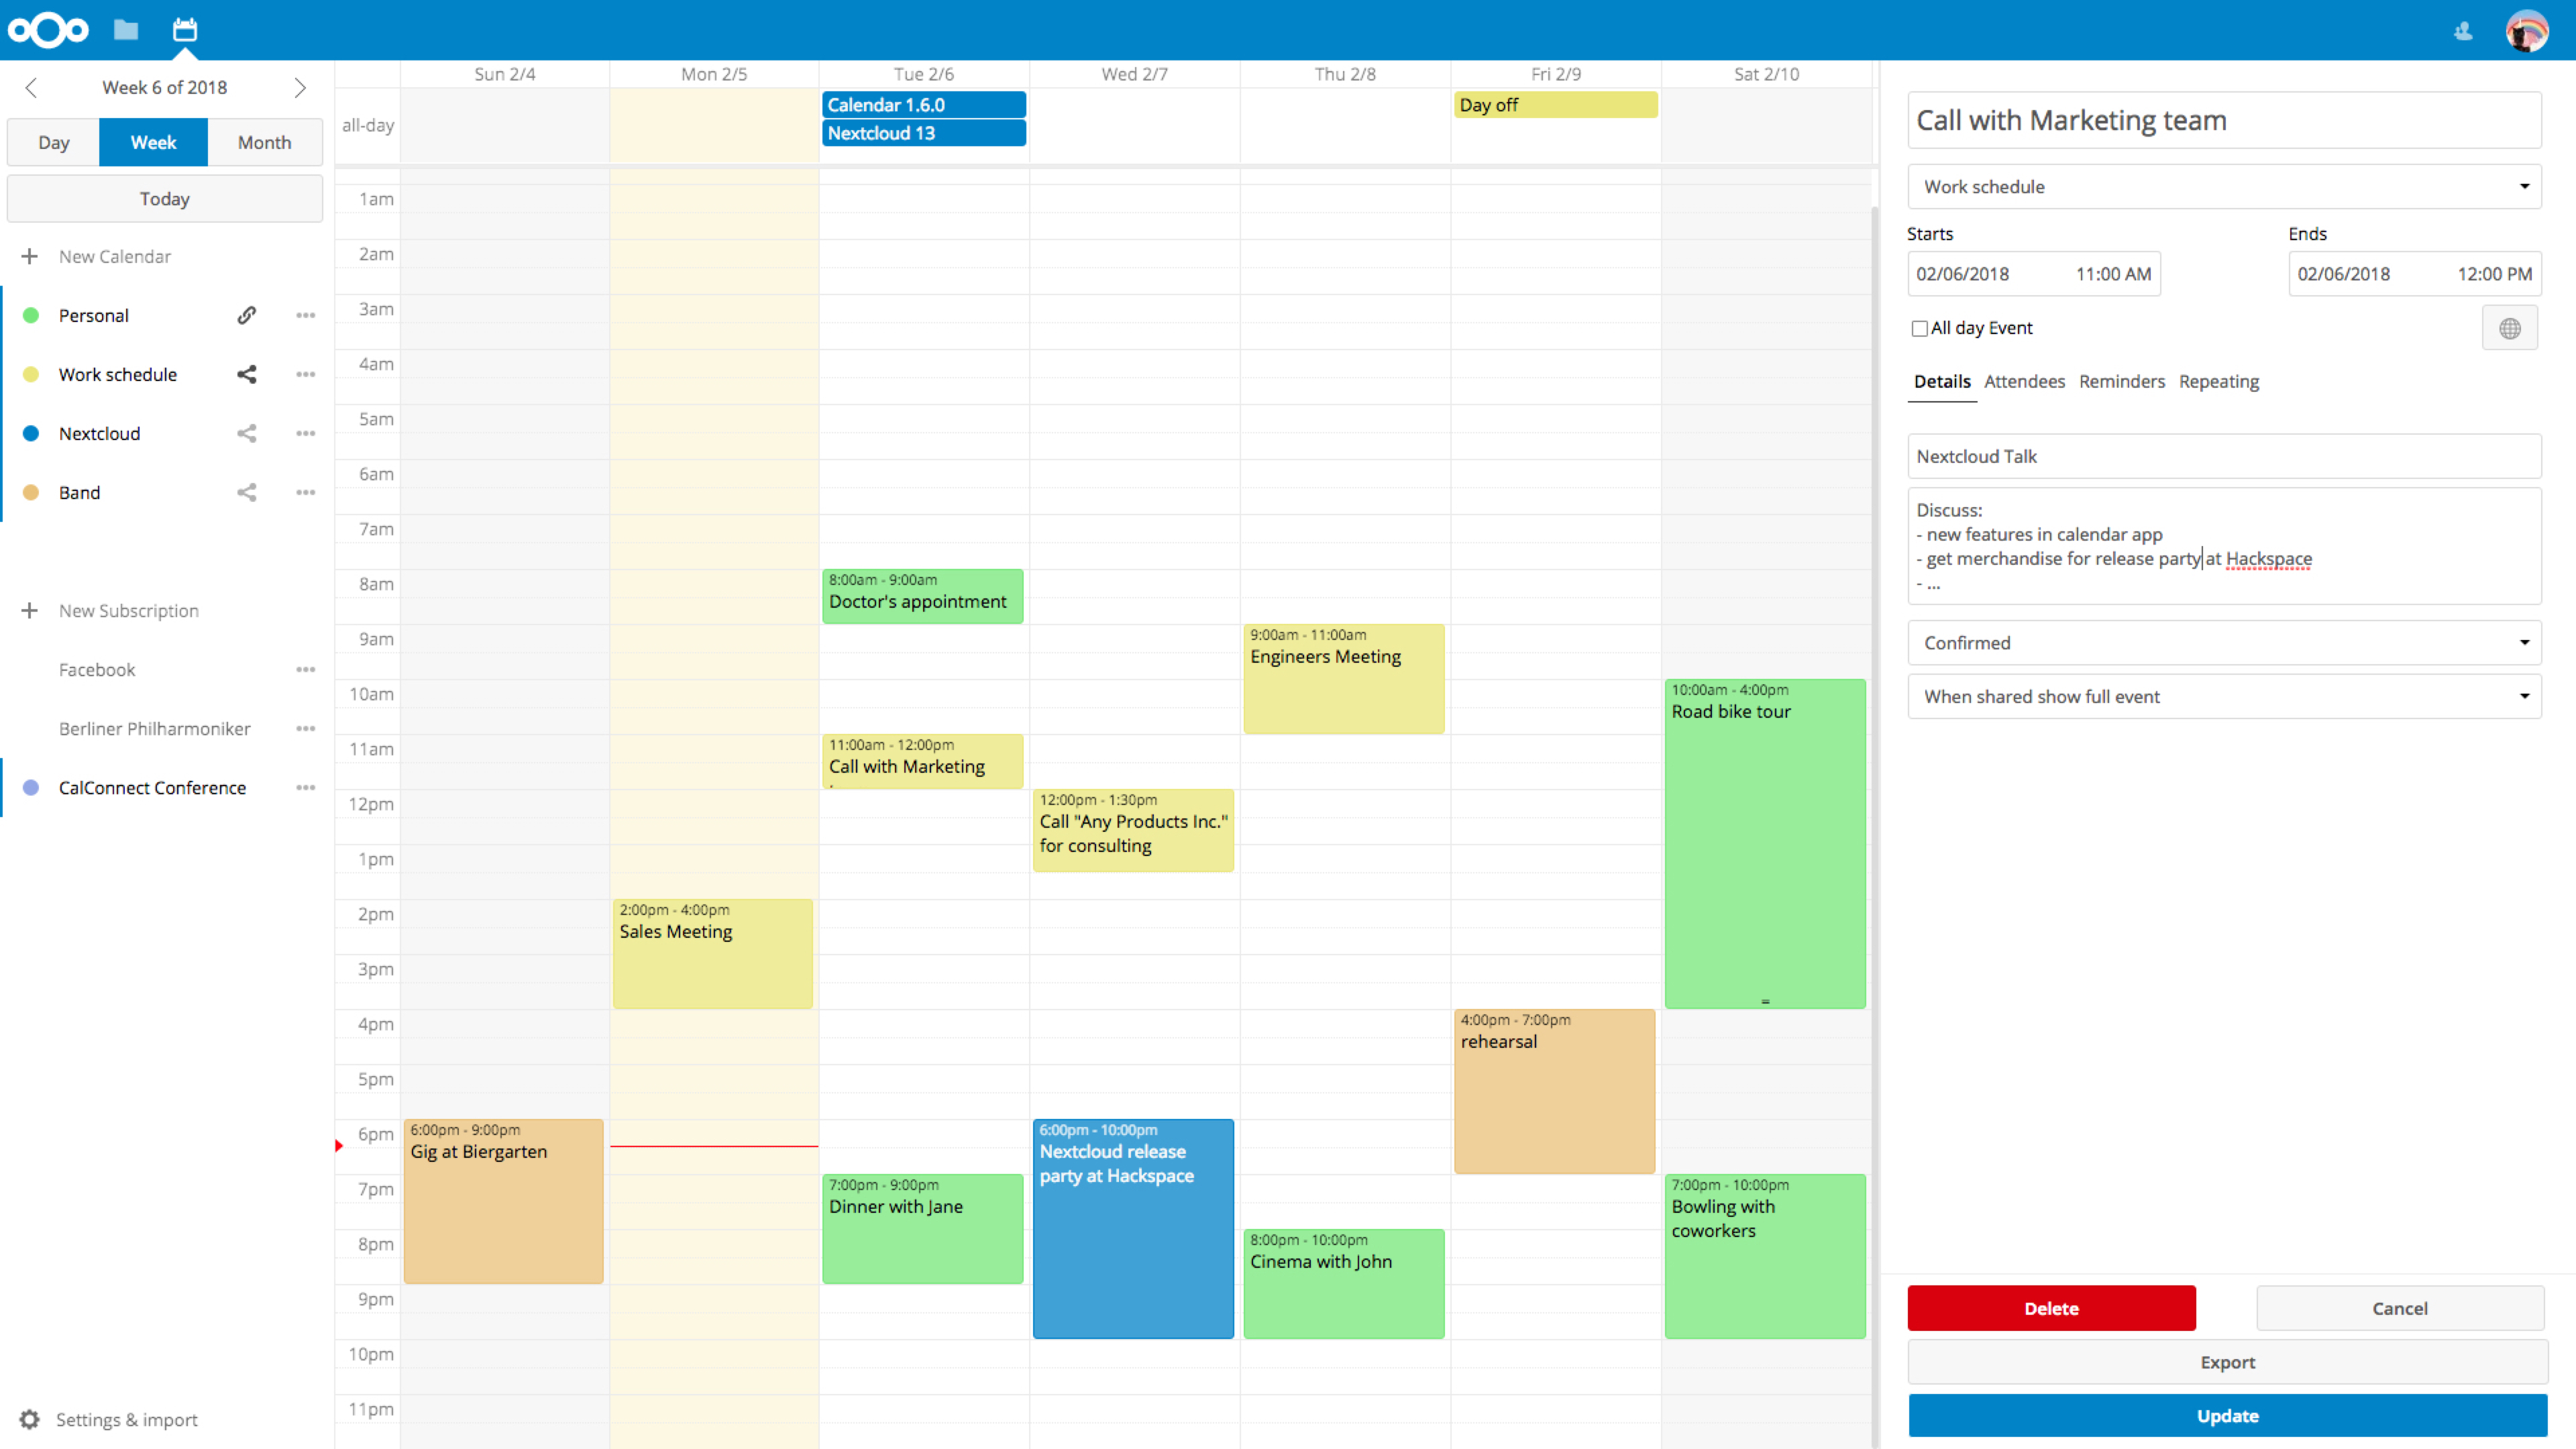 Week 6 of 2018
Day Week Month
Today
New Calendar
Personal
Work schedule
Nextcloud
Band
New Subscription
Facebook
Berliner Philharmoniker
CalConnect Conference
Settings & import
Sun 2/4 Mon 2/5 Tue 2/6 Wed 2/7 Thu 2/8 Fri 2/9 Sat 2/10
all-day
Calendar 1.6.0
Nextcloud 13
Day off
1am
2am
3am
4am
5am
6am
7am
8am
9am
10am
11am
12pm
1pm
2pm
3pm
4pm
5pm
6pm
7pm
8pm
9pm
10pm
11pm
6:00pm - 9:00pm
Gig at Biergarten
2:00pm - 4:00pm
Sales Meeting
8:00am - 9:00am
Doctor's appointment
11:00am - 12:00pm
Call with Marketing
7:00pm - 9:00pm
Dinner with Jane
12:00pm - 1:30pm
Call "Any Products Inc."
for consulting
6:00pm - 10:00pm
Nextcloud release
party at Hackspace
9:00am - 11:00am
Engineers Meeting
8:00pm - 10:00pm
Cinema with John
4:00pm - 7:00pm
rehearsal
10:00am - 4:00pm
Road bike tour
=
7:00pm - 10:00pm
Bowling with
coworkers
Call with Marketing team
Work schedule
Starts Ends
02/06/2018 11:00 AM 02/06/2018 12:00 PM
All day Event
Details Attendees Reminders Repeating
Nextcloud Talk
Discuss:
- new features in calendar app
- get merchandise for release party at Hackspace
- ...
Confirmed
When shared show full event
Delete Cancel
Export
Update